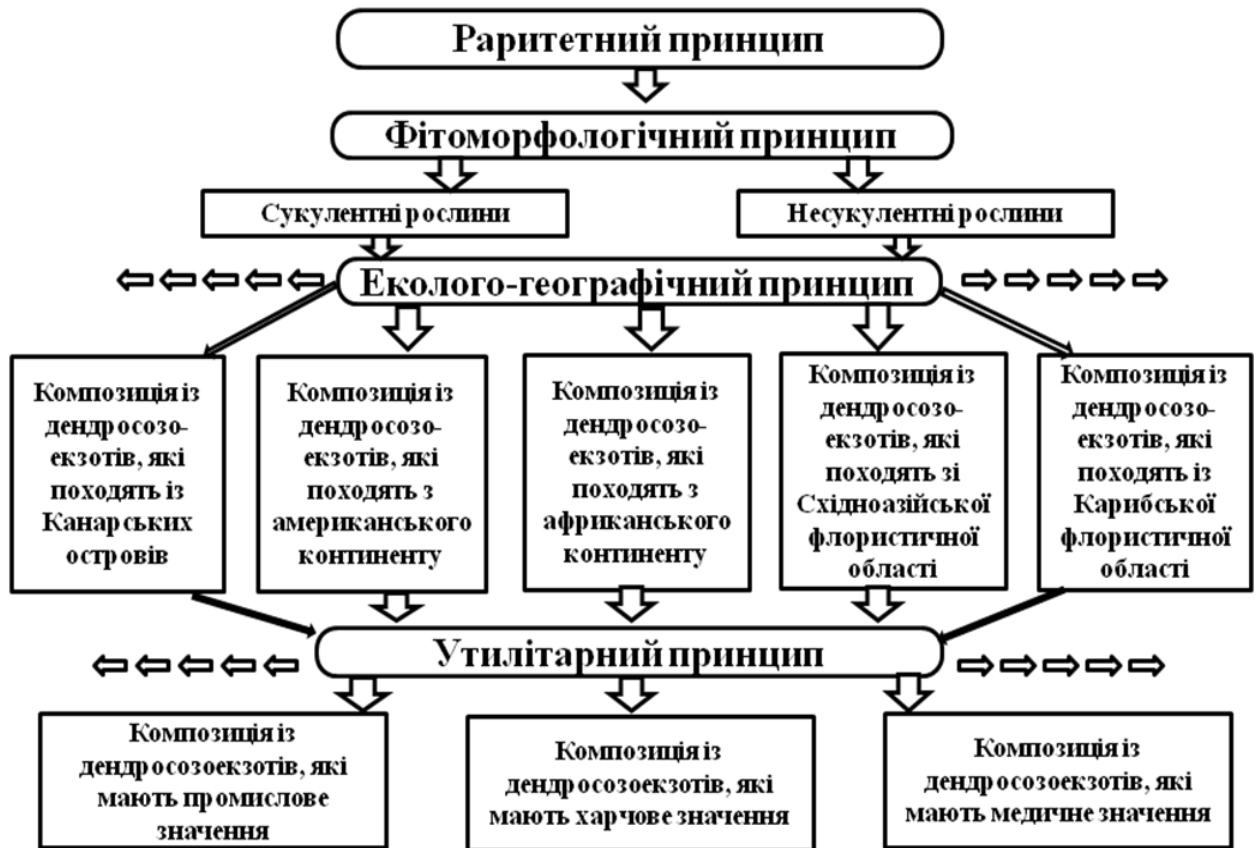 Раритетний принцип
Фітоморфологічний принцип
Сукулентні рослини
Несукулентні рослини
Еколого-географічний принцип
Композиція із
дендросозо-
екзотів, які
походять із
Канарських
островів
Композиція із
дендросозо-
екзотів, які
походять з
американського
континенту
Композиція із
дендросозо-
екзотів, які
походять з
африканського
континенту
Композиція із
дендросозо-
екзотів, які
походять зі
Східноазійської
флористичної
області
Композиція із
дендросозо-
екзотів, які
походять із
Карибської
флористичної
області
Утилітарний принцип
Композиція із
дендросозоекзотів, які
мають промислове
значення
Композиція із
дендросозоекзотів, які
мають харчове значення
Композиція із
дендросозоекзотів, які
мають медичне значення